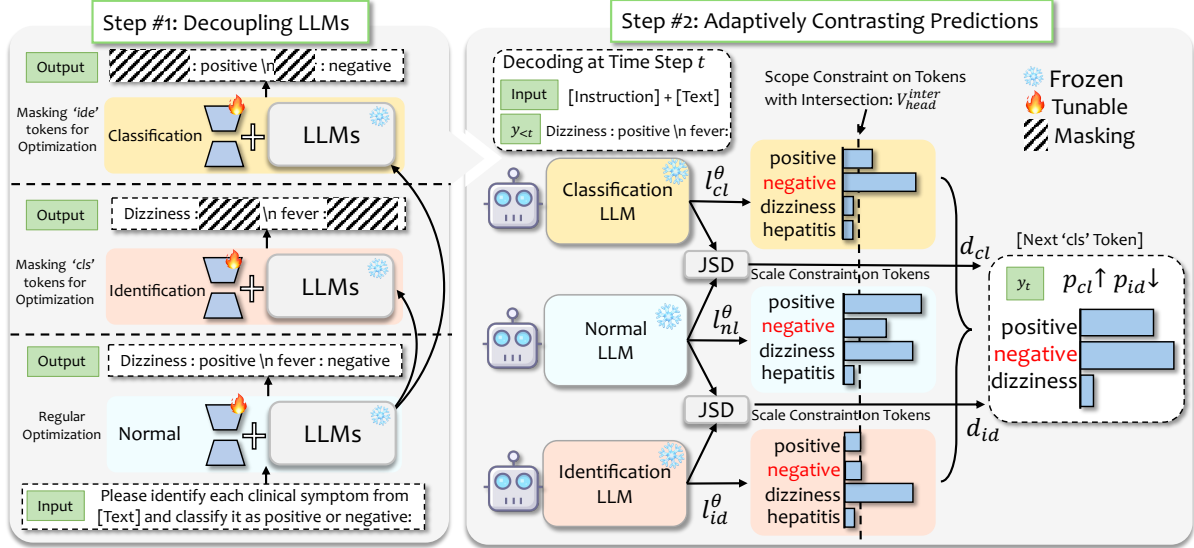 Step #1: Decoupling LLMs
Output
: positive \n : negative
Masking 'ide'
tokens for
Optimization
Classification
LLMs
Output
Dizziness : \n fever :
Masking 'cls'
tokens for
Optimization
Identification
LLMs
Output
Dizziness : positive \n fever : negative
Regular
Optimization
Normal
LLMs
Input
Please identify each clinical symptom from
[Text] and classify it as positive or negative:
Step #2: Adaptively Contrasting Predictions
Decoding at Time Step t
Input
[Instruction] + [Text]
y<t
Dizziness : positive \n fever:
Scope Constraint on Tokens
with Intersection: V_head^inter
Frozen
Tunable
Masking
Classification
LLM
l_cl^θ
positive
negative
dizziness
hepatitis
JSD
Scale Constraint on Tokens
d_cl
Normal
LLM
l_nl^θ
positive
negative
dizziness
hepatitis
JSD
Scale Constraint on Tokens
d_id
Identification
LLM
l_id^θ
positive
negative
dizziness
hepatitis
[Next 'cls' Token]
y_t
p_cl↑ p_id↓
positive
negative
dizziness